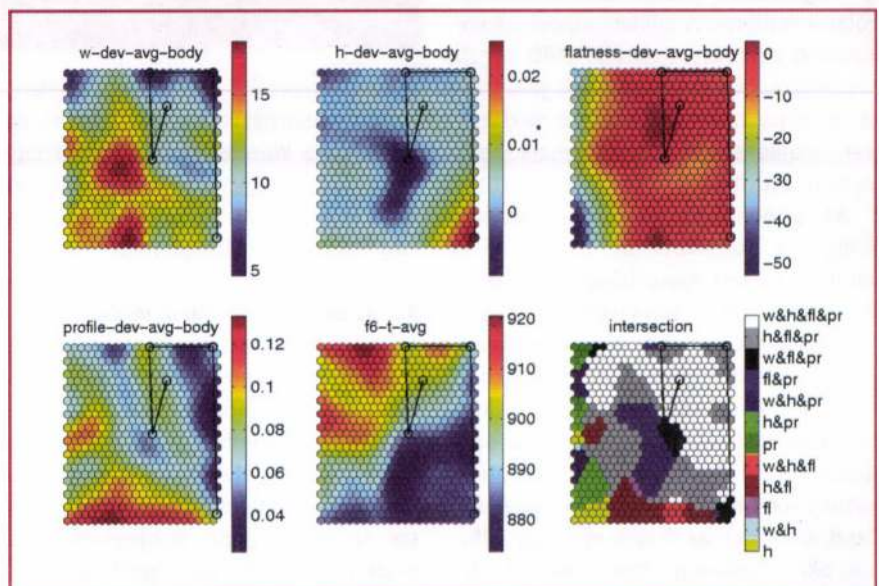 w-dev-avg-body
15
10
5
h-dev-avg-body
0.02
0.01
0
flatness-dev-avg-body
0
-10
-20
-30
-40
-50
profile-dev-avg-body
0.12
0.1
0.08
0.06
0.04
f6-t-avg
920
910
900
890
880
intersection
w&h&fl&pr
h&fl&pr
w&fl&pr
fl&pr
w&h&pr
h&pr
pr
w&h&fl
h&fl
fl
w&h
h